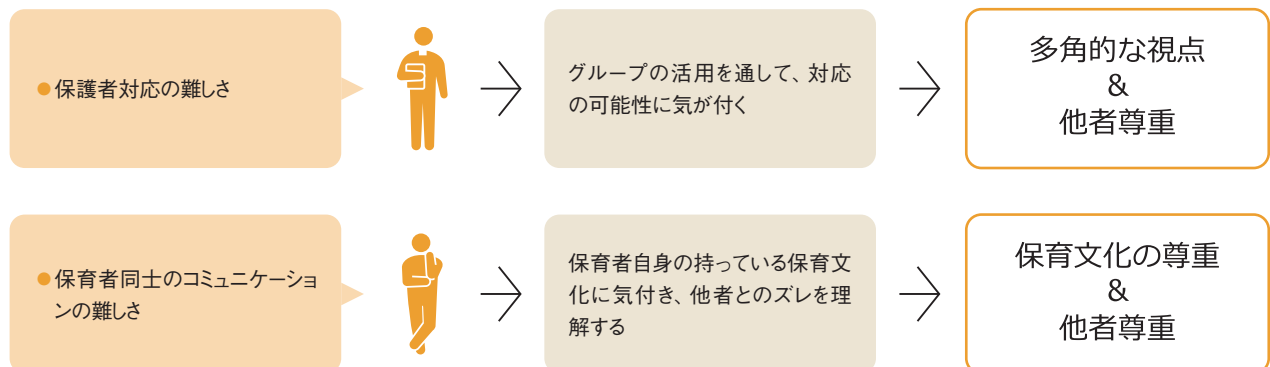 ●保護者対応の難しさ
グループの活用を通して、対応
の可能性に気が付く
多角的な視点
&
他者尊重
●保育者同士のコミュニケーショ
ンの難しさ
保育者自身の持っている保育文
化に気付き、他者とのズレを理
解する
保育文化の尊重
&
他者尊重